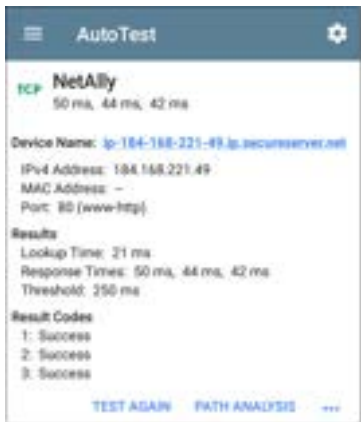 AutoTest
TCP NetAlly
50 ms, 44 ms, 42 ms
Device Name: ip-184-168-221-49.ip.secureserver.net
IPv4 Address: 184.168.221.49
MAC Address: --
Port: 80 (www-http)
Results
Lookup Time: 21 ms
Response Times: 50 ms, 44 ms, 42 ms
Threshold: 250 ms
Result Codes
1: Success
2: Success
3: Success
TEST AGAIN PATH ANALYSIS ...